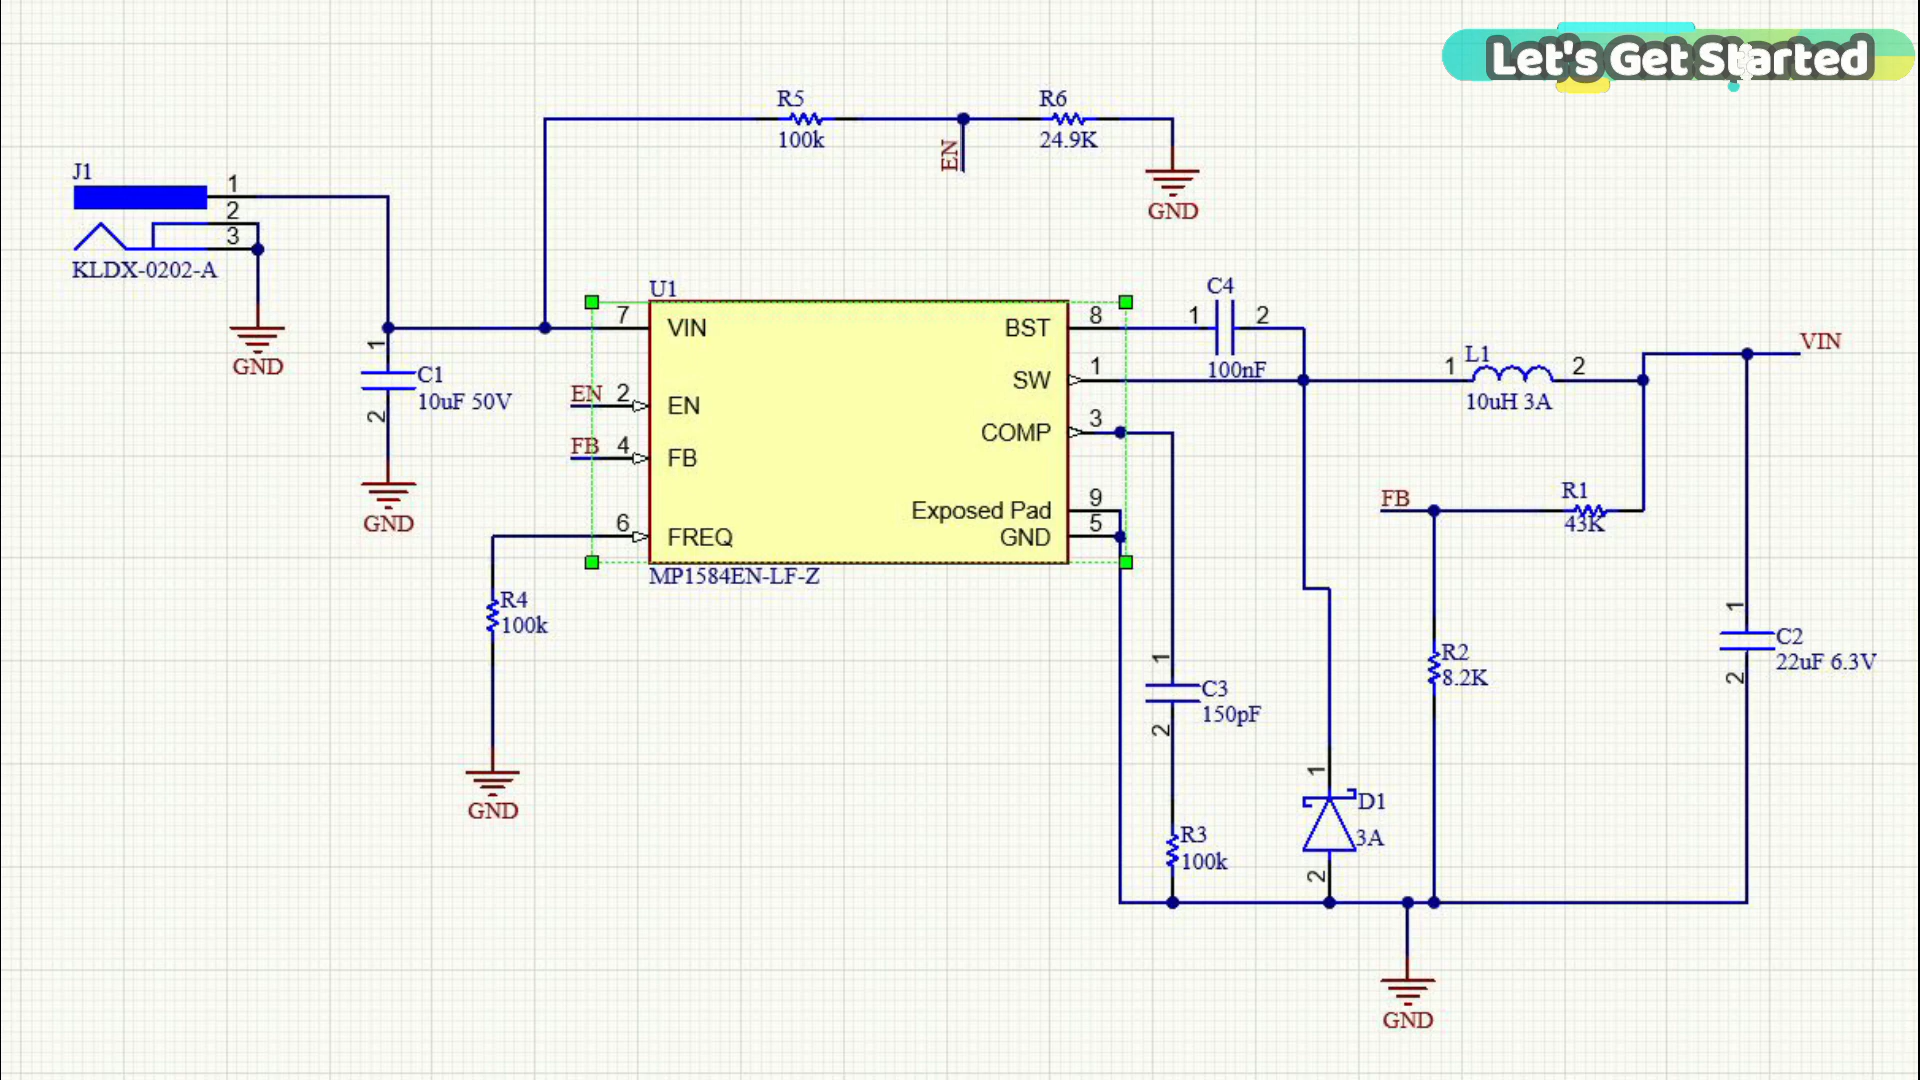 Let's Get Started
R5
100k
EN
R6
24.9K
GND
J1
1
2
3
KLDX-0202-A
GND
1
C1
10uF 50V
2
GND
U1
7
VIN
EN
2
EN
FB
4
FB
6
FREQ
MP1584EN-LF-Z
BST
8
SW
1
COMP
3
Exposed Pad
9
GND
5
R4
100k
GND
C4
1
2
100nF
L1
1
2
10uH 3A
VIN
FB
R1
43K
R2
8.2K
1
C2
22uF 6.3V
2
1
C3
150pF
2
R3
100k
1
D1
3A
2
GND